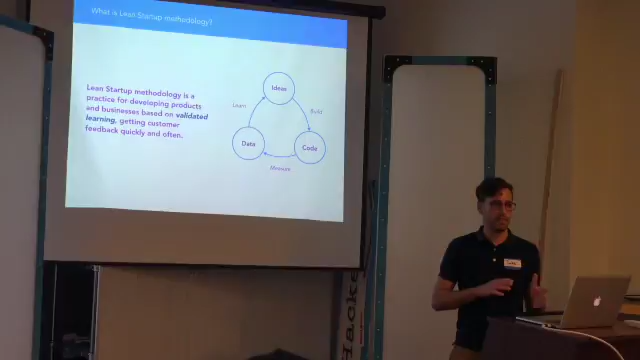 What is Lean Startup methodology?
Lean Startup methodology is a
practice for developing products
and businesses based on validated
learning, getting customer
feedback quickly and often.
Ideas
Learn
Build
Data
Code
Measure
Hacke